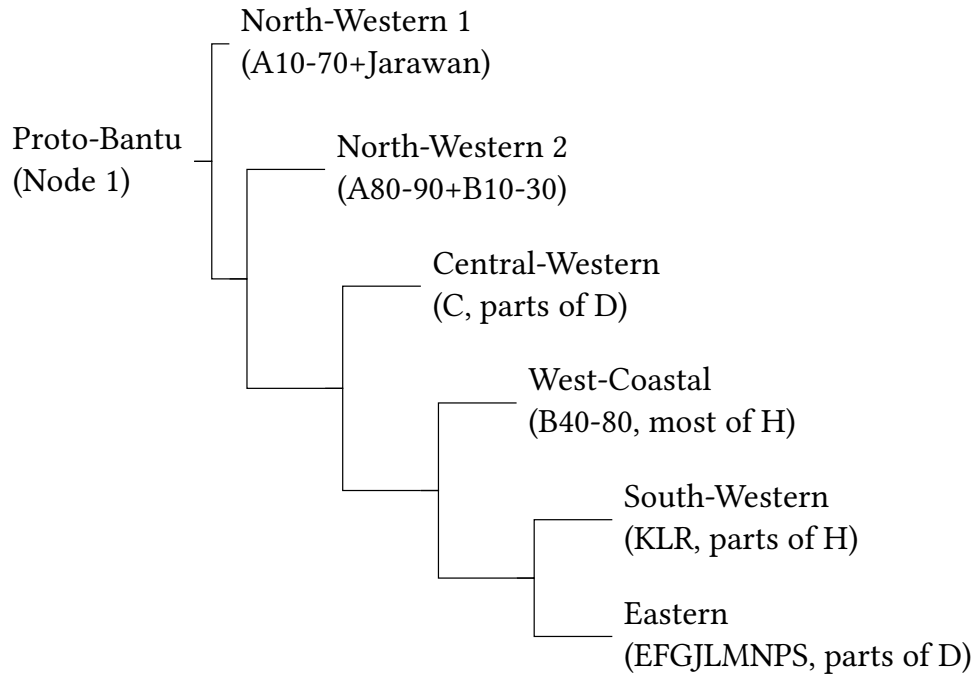 North-Western 1
(A10-70+Jarawan)
Proto-Bantu
(Node 1)
North-Western 2
(A80-90+B10-30)
Central-Western
(C, parts of D)
West-Coastal
(B40-80, most of H)
South-Western
(KLR, parts of H)
Eastern
(EFGJLMNPS, parts of D)